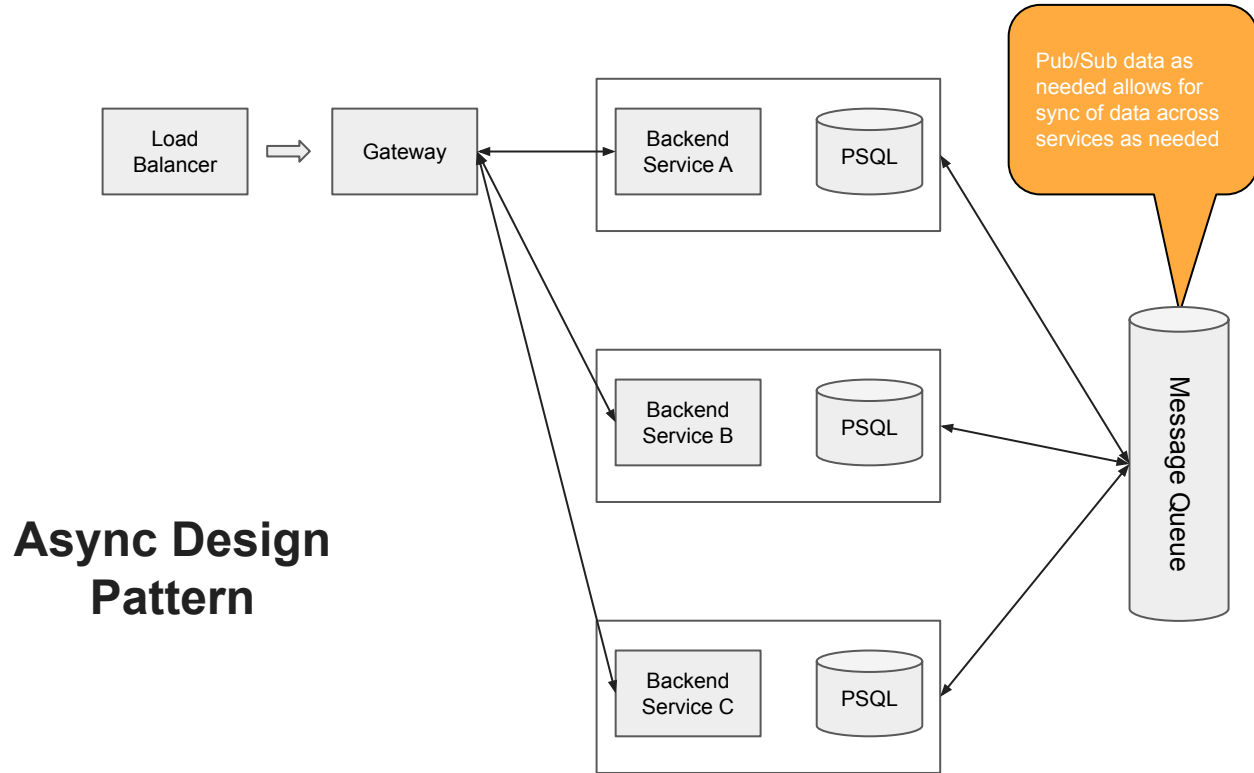 Pub/Sub data as
needed allows for
sync of data across
services as needed
Load
Balancer
Gateway
Backend
Service A
PSQL
Backend
Service B
PSQL
Message Queue
Async Design
Pattern
Backend
Service C
PSQL